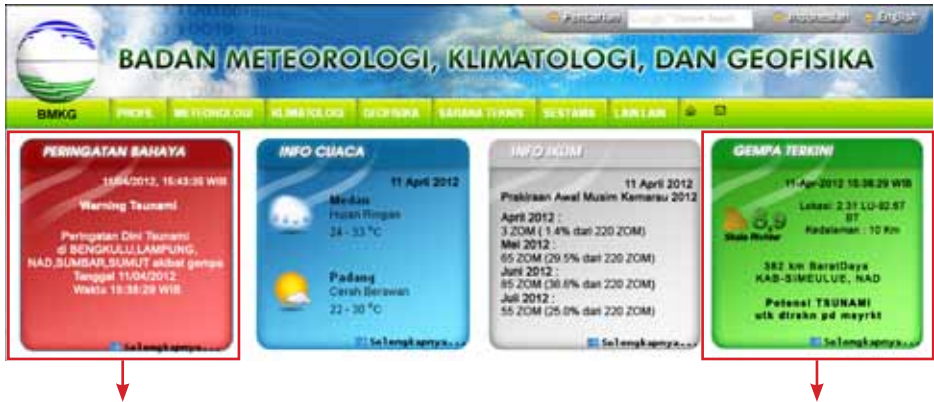 Pencarian
Indonesian English
BADAN METEOROLOGI, KLIMATOLOGI, DAN GEOFISIKA
BMKG
PROFIL METEOROLOGI KLIMATOLOGI GEOFISIKA SARANA TEKNIS SESTAMA LAIN LAIN
PERINGATAN BAHAYA
11/04/2012, 15:43:35 WIB
Warning Tsunami
Peringatan Dini Tsunami
di BENGKULU,LAMPUNG,
NAD,SUMBAR,SUMUT akibat gempa
Tanggal 11/04/2012
Waktu 15:38:29 WIB
Selengkapnya...
INFO CUACA
11 April 2012
Medan
Hujan Ringan
24 - 33 °C
Padang
Cerah Berawan
22 - 30 °C
Selengkapnya...
INFO IKLIM
11 April 2012
Prakiraan Awal Musim Kemarau 2012
April 2012 :
3 ZOM ( 1.4% dari 220 ZOM)
Mei 2012 :
65 ZOM (29.5% dari 220 ZOM)
Juni 2012 :
85 ZOM (38.6% dari 220 ZOM)
Juli 2012 :
55 ZOM (25.0% dari 220 ZOM)
Selengkapnya...
GEMPA TERKINI
11-Apr-2012 15:38:29 WIB
8,9
Skala Richter
Lokasi: 2.31 LU-92.67
BT
Kedalaman : 10 Km
382 km BaratDaya
KAB-SIMEULUE, NAD
Potensi TSUNAMI
utk dirskn pd msyrkt
Selengkapnya...